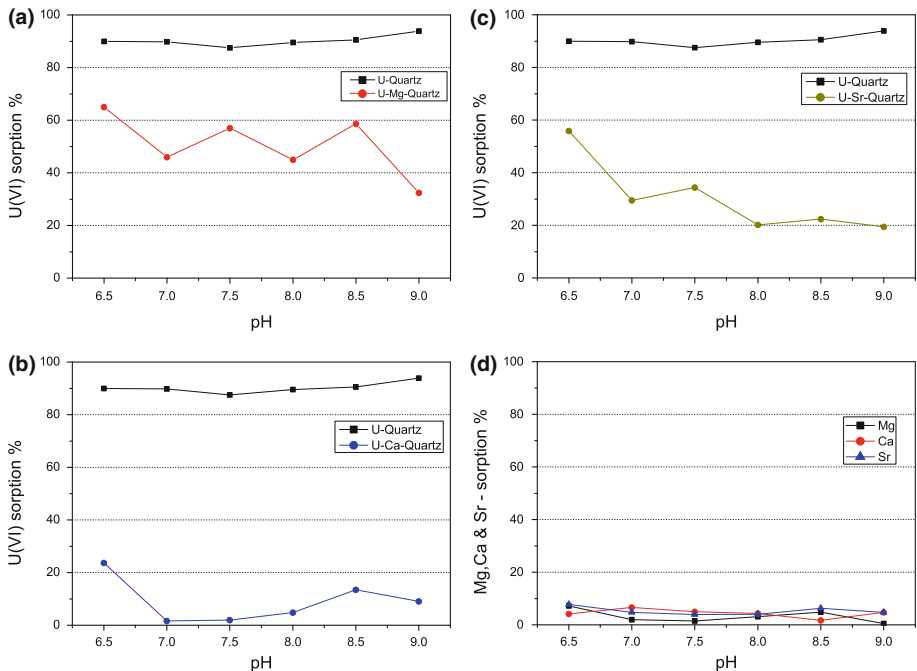 (a)
100
80
60
40
20
0
U(VI) sorption %
U-Quartz
U-Mg-Quartz
6.5 7.0 7.5 8.0 8.5 9.0
pH
(c)
100
80
60
40
20
0
U(VI) sorption %
U-Quartz
U-Sr-Quartz
6.5 7.0 7.5 8.0 8.5 9.0
pH
(b)
100
80
60
40
20
0
U(VI) sorption %
U-Quartz
U-Ca-Quartz
6.5 7.0 7.5 8.0 8.5 9.0
pH
(d)
100
80
60
40
20
0
Mg,Ca & Sr - sorption %
Mg
Ca
Sr
6.5 7.0 7.5 8.0 8.5 9.0
pH